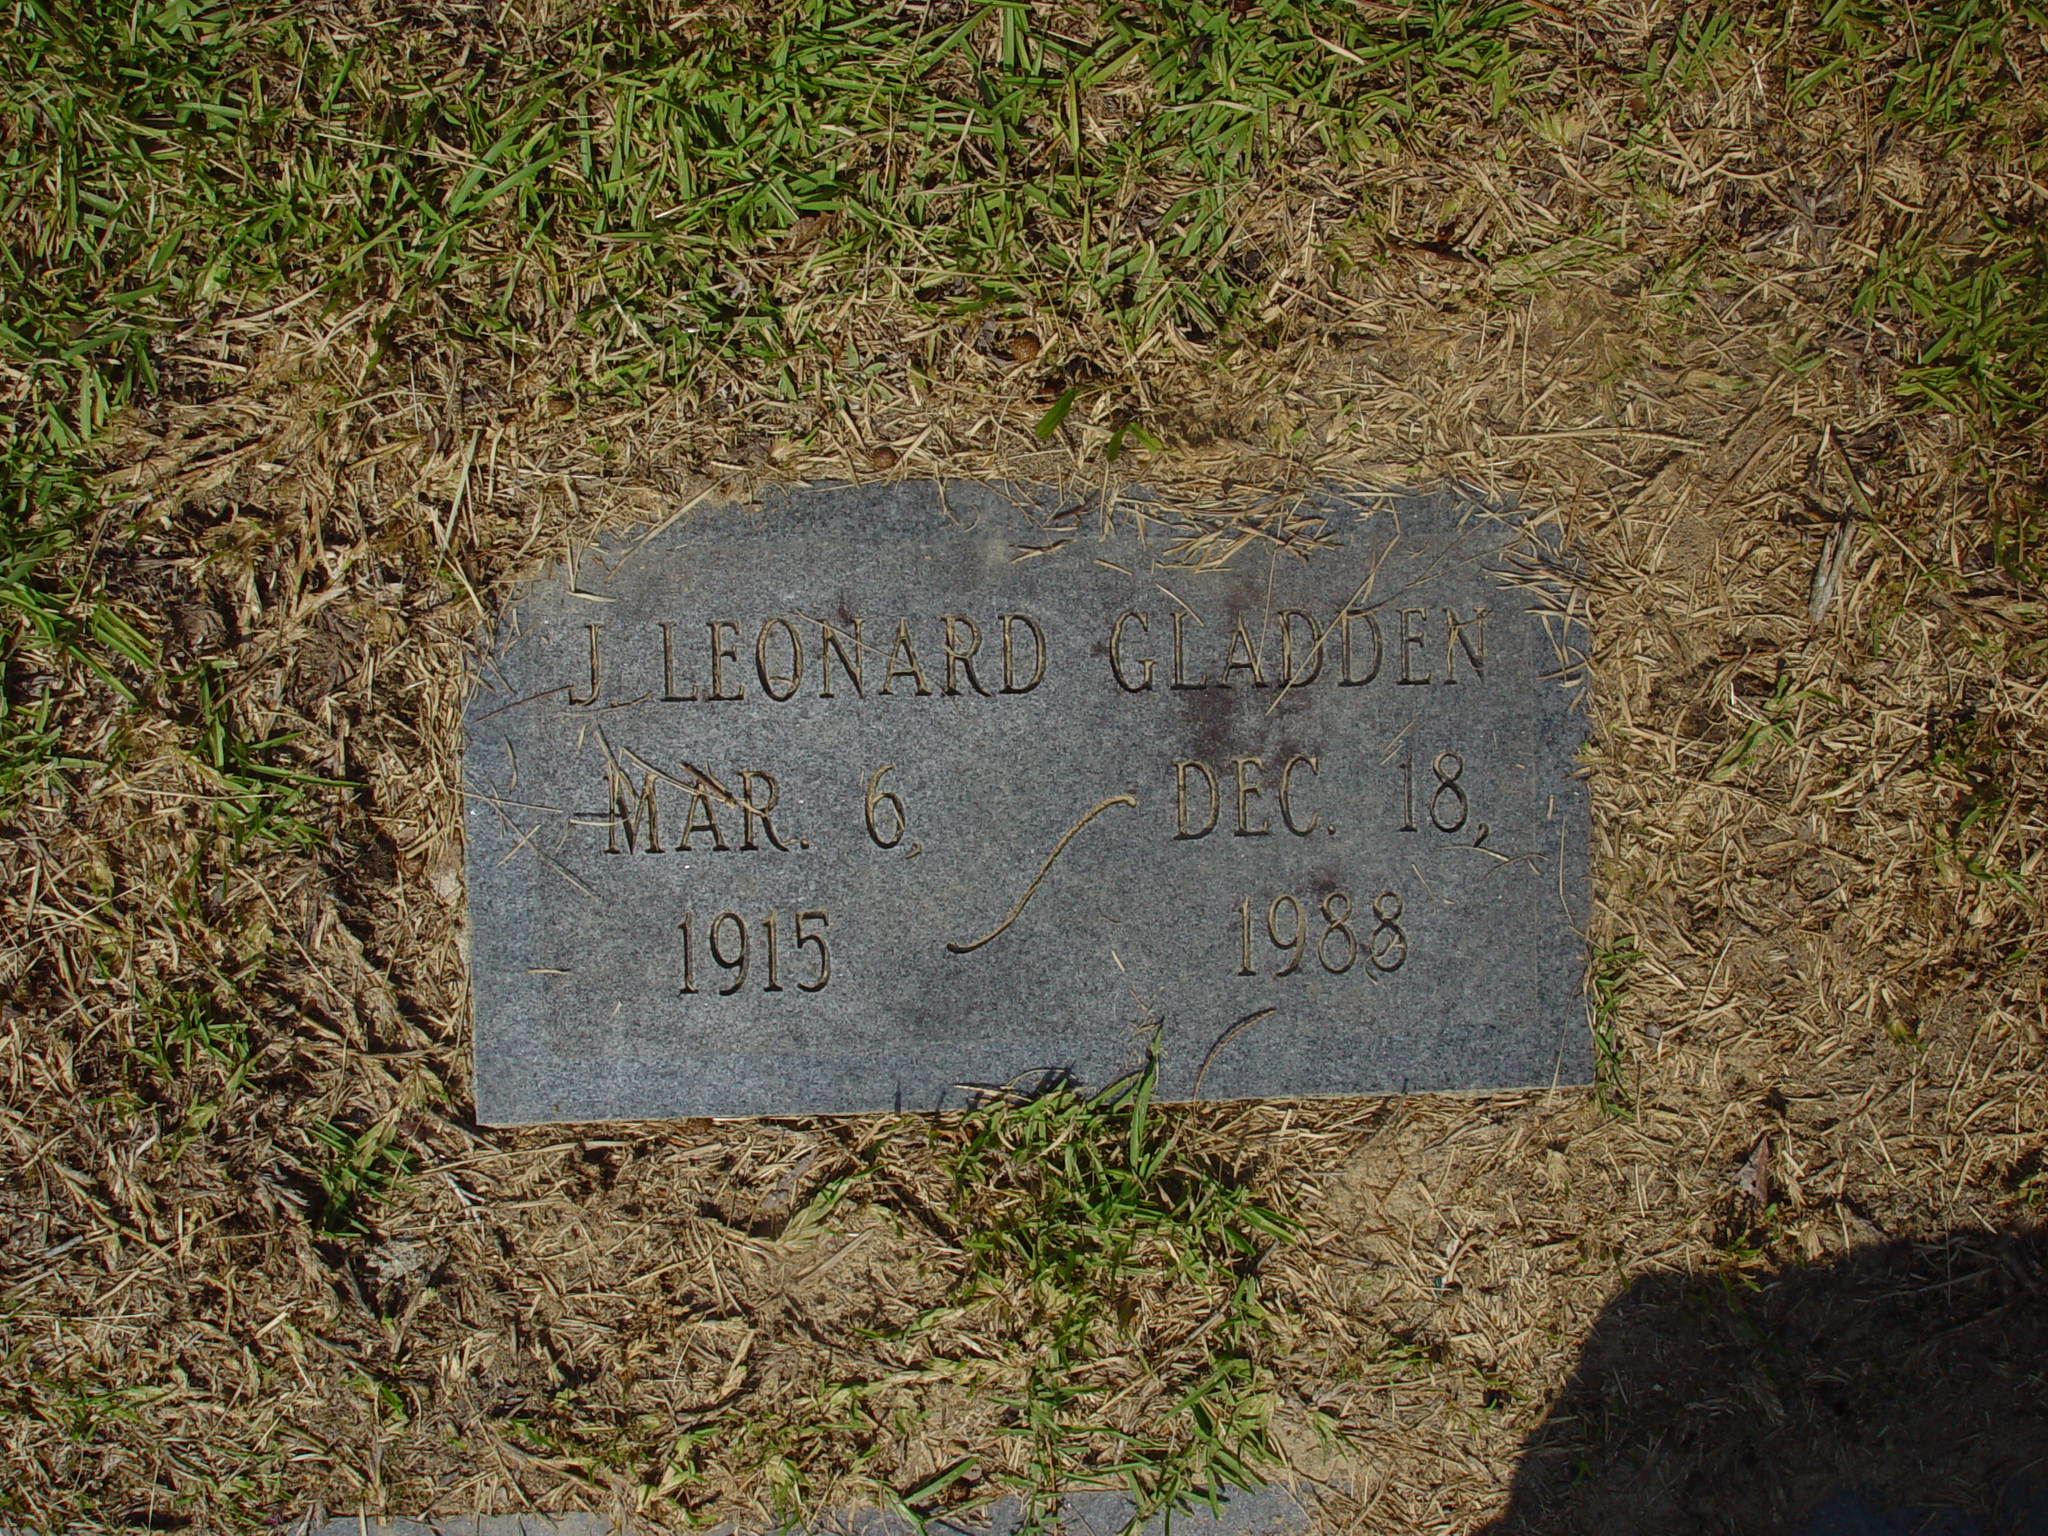 J LEONARD GLADDEN
MAR. 6, DEC. 18,
1915 1988